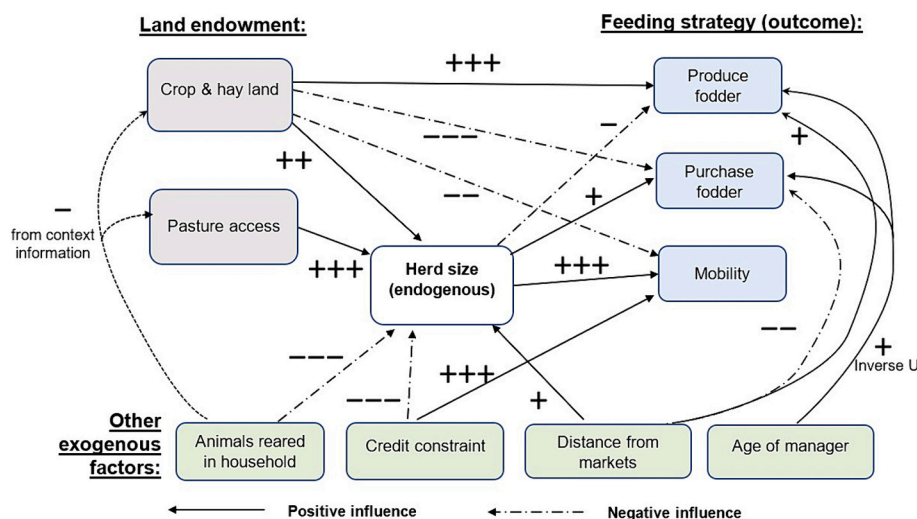 Land endowment:
Feeding strategy (outcome):
+++
Crop & hay land
Produce
fodder
−
+
−−−
++
−−
+
Purchase
fodder
−
from context
information
Pasture access
+++
Herd size
(endogenous)
+++
Mobility
−−
−−−
−−−
+++
+
+
Inverse U
Other
exogenous
factors:
Animals reared
in household
Credit constraint
Distance from
markets
Age of manager
Positive influence
Negative influence